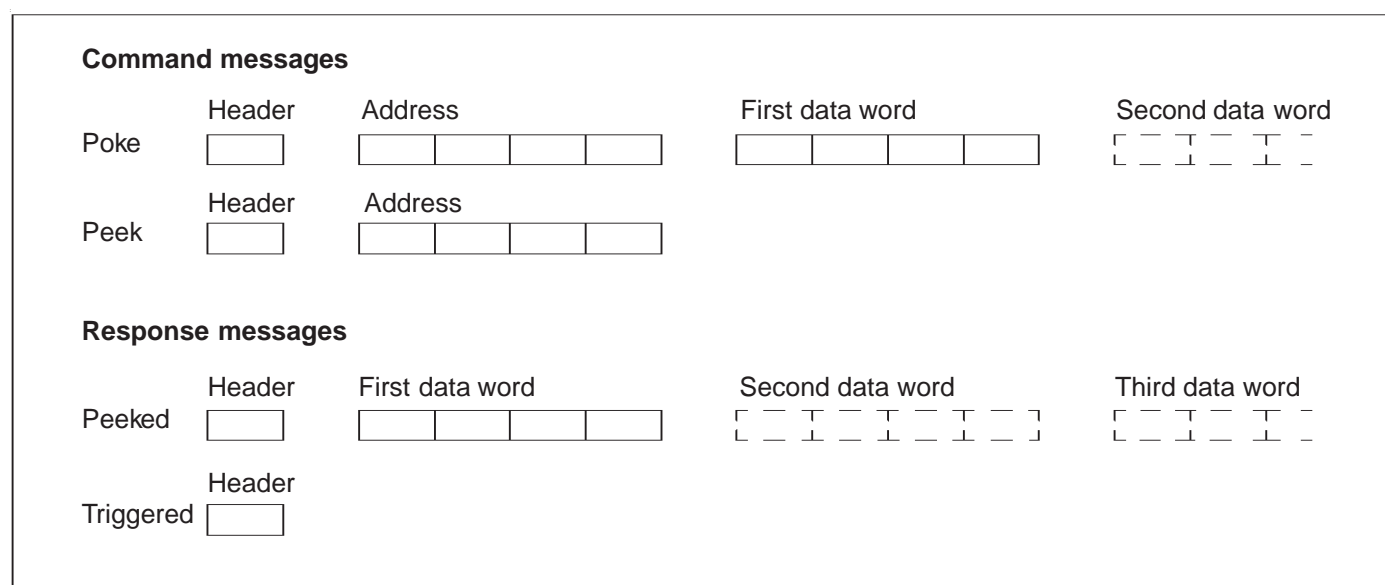 Command messages
Header Address First data word Second data word
Poke
Header Address
Peek
Response messages
Header First data word Second data word Third data word
Peeked
Header
Triggered